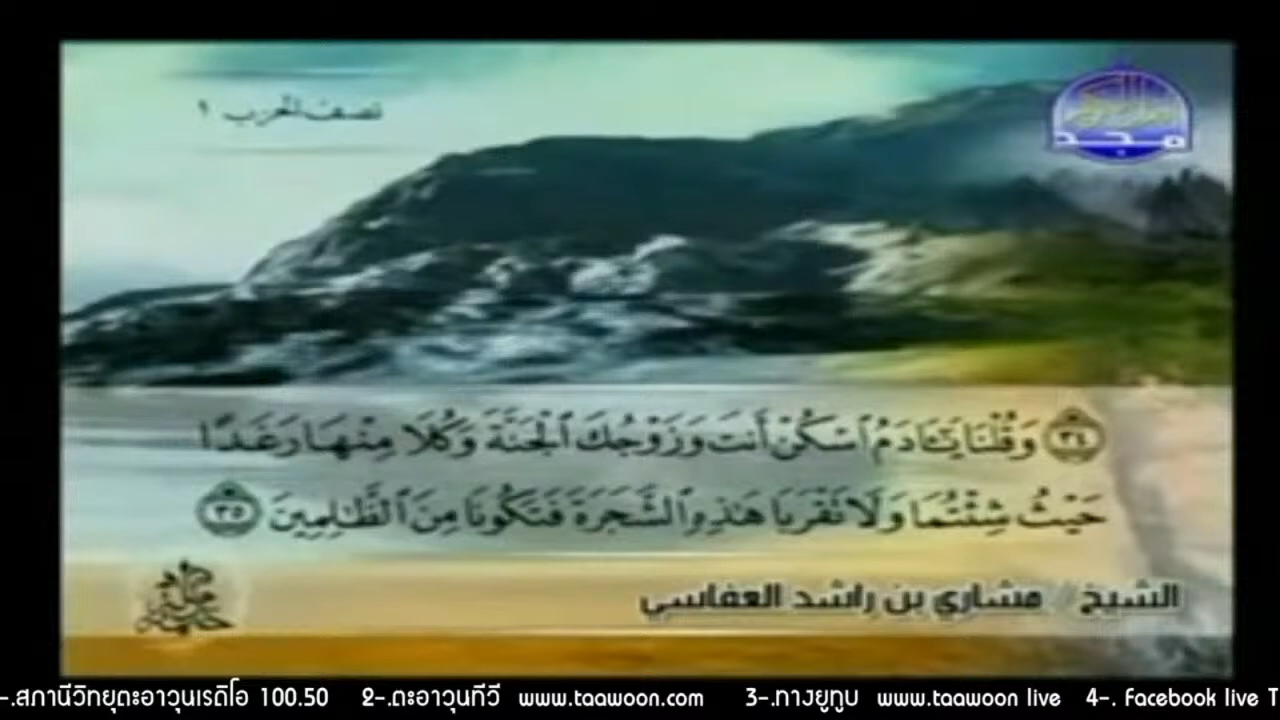 نصف الحزب ١
مجد
٣٤ وَقُلْنَا يَـٰٓـَٔادَمُ ٱسْكُنْ أَنتَ وَزَوْجُكَ ٱلْجَنَّةَ وَكُلَا مِنْهَا رَغَدًا
حَيْثُ شِئْتُمَا وَلَا تَقْرَبَا هَـٰذِهِ ٱلشَّجَرَةَ فَتَكُونَا مِنَ ٱلظَّـٰلِمِينَ ٣٥
الشيخ / مشاري بن راشد العفاسي
-.สถานีวิทยุตะอาวุนเรดิโอ 100.50 2-.ตะอาวุนทีวี www.taawoon.com 3-.ทางยูทูบ www.taawoon live 4-. Facebook live T